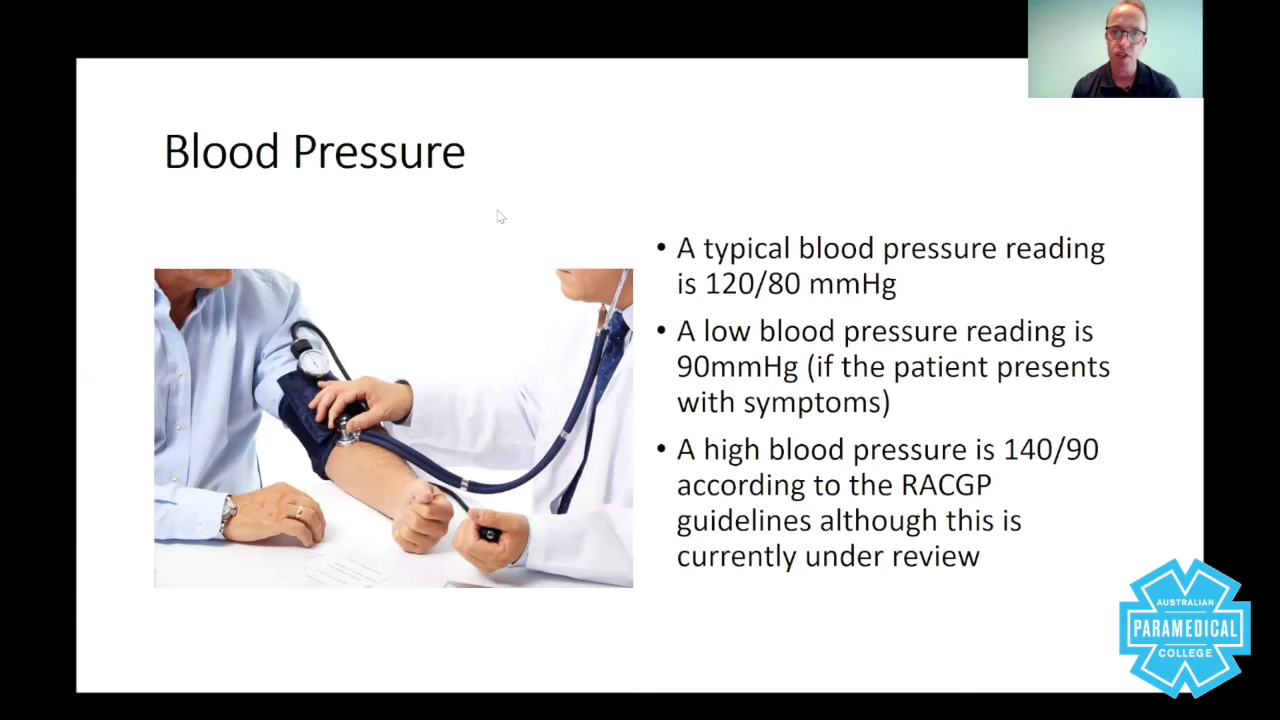 Blood Pressure
• A typical blood pressure reading
is 120/80 mmHg
• A low blood pressure reading is
90mmHg (if the patient presents
with symptoms)
• A high blood pressure is 140/90
according to the RACGP
guidelines although this is
currently under review
AUSTRALIAN
PARAMEDICAL
COLLEGE